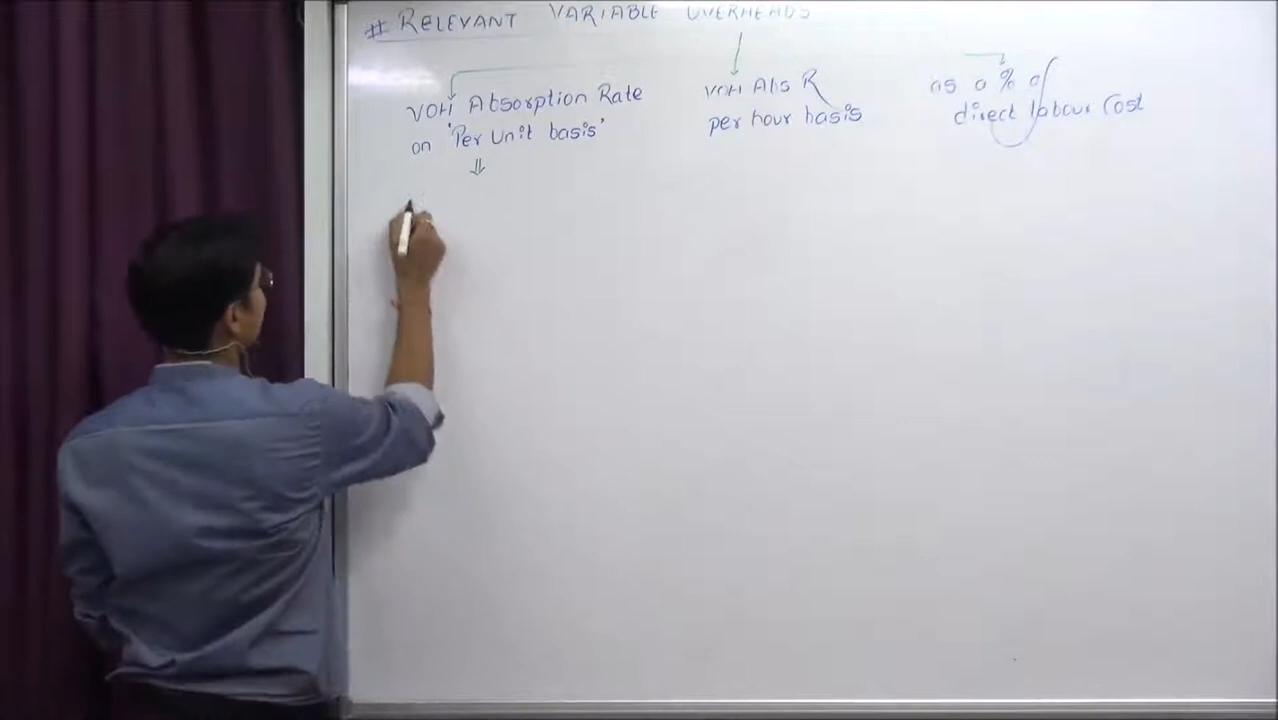 # RELEVANT VARIABLE OVERHEADS
VOH Absorption Rate
on 'Per Unit basis'
VOH Abs R
per hour basis
as a % of
direct labour Cost